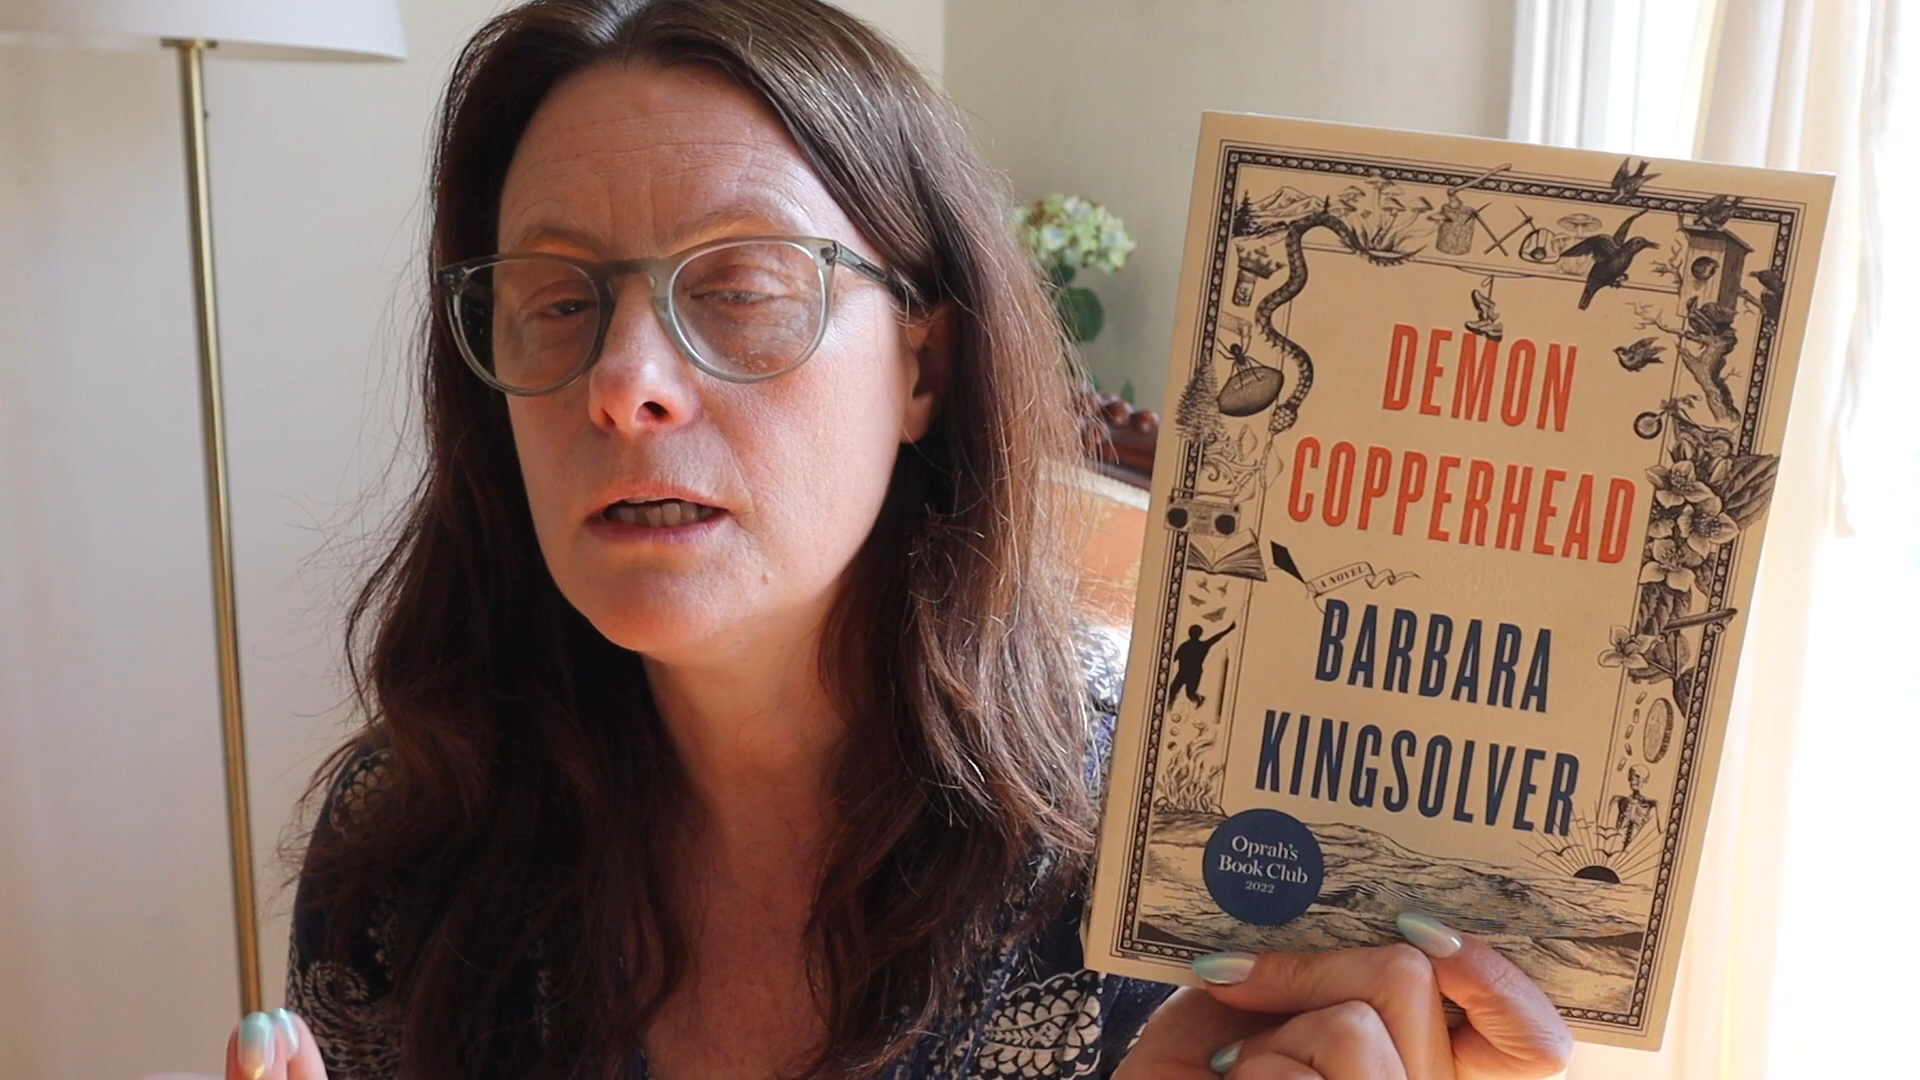 DEMON
COPPERHEAD
A NOVEL
BARBARA
KINGSOLVER
Oprah's
Book Club
2022